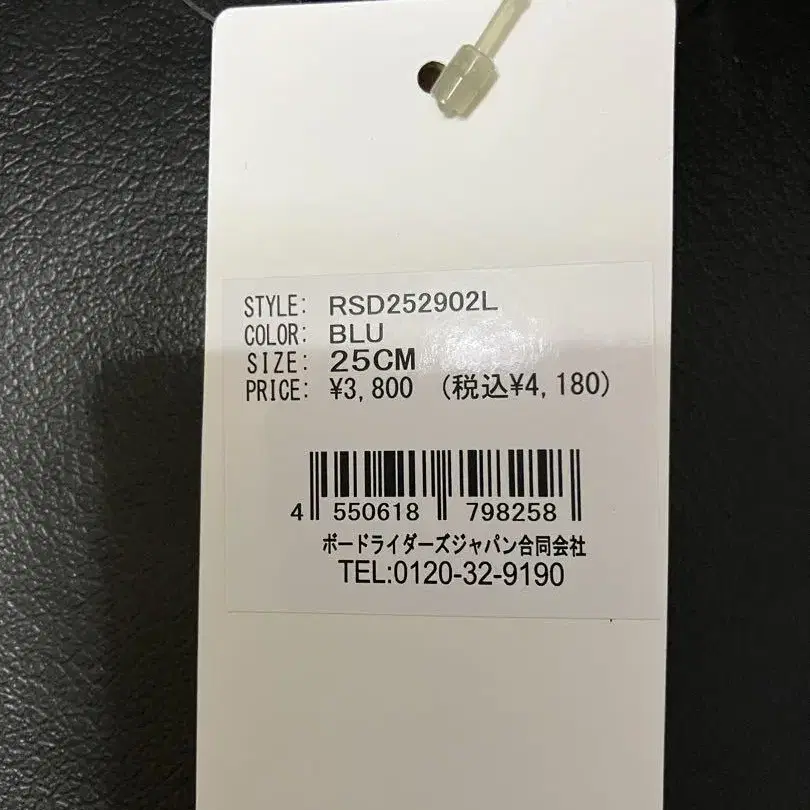 STYLE: RSD252902L
COLOR: BLU
SIZE: 25CM
PRICE: ¥3,800 (税込¥4,180)
4 550618 798258
ボードライダーズジャパン合同会社
TEL:0120-32-9190